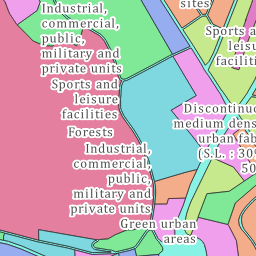 Industrial,
commercial,
public,
military and
private units
sites
Sports a
leisu
faciliti
Sports and
leisure
facilities
Discontinuo
medium dens
urban fab
(S.L. : 30%
50
Forests
Industrial,
commercial,
public,
military and
private units
Green urban
areas